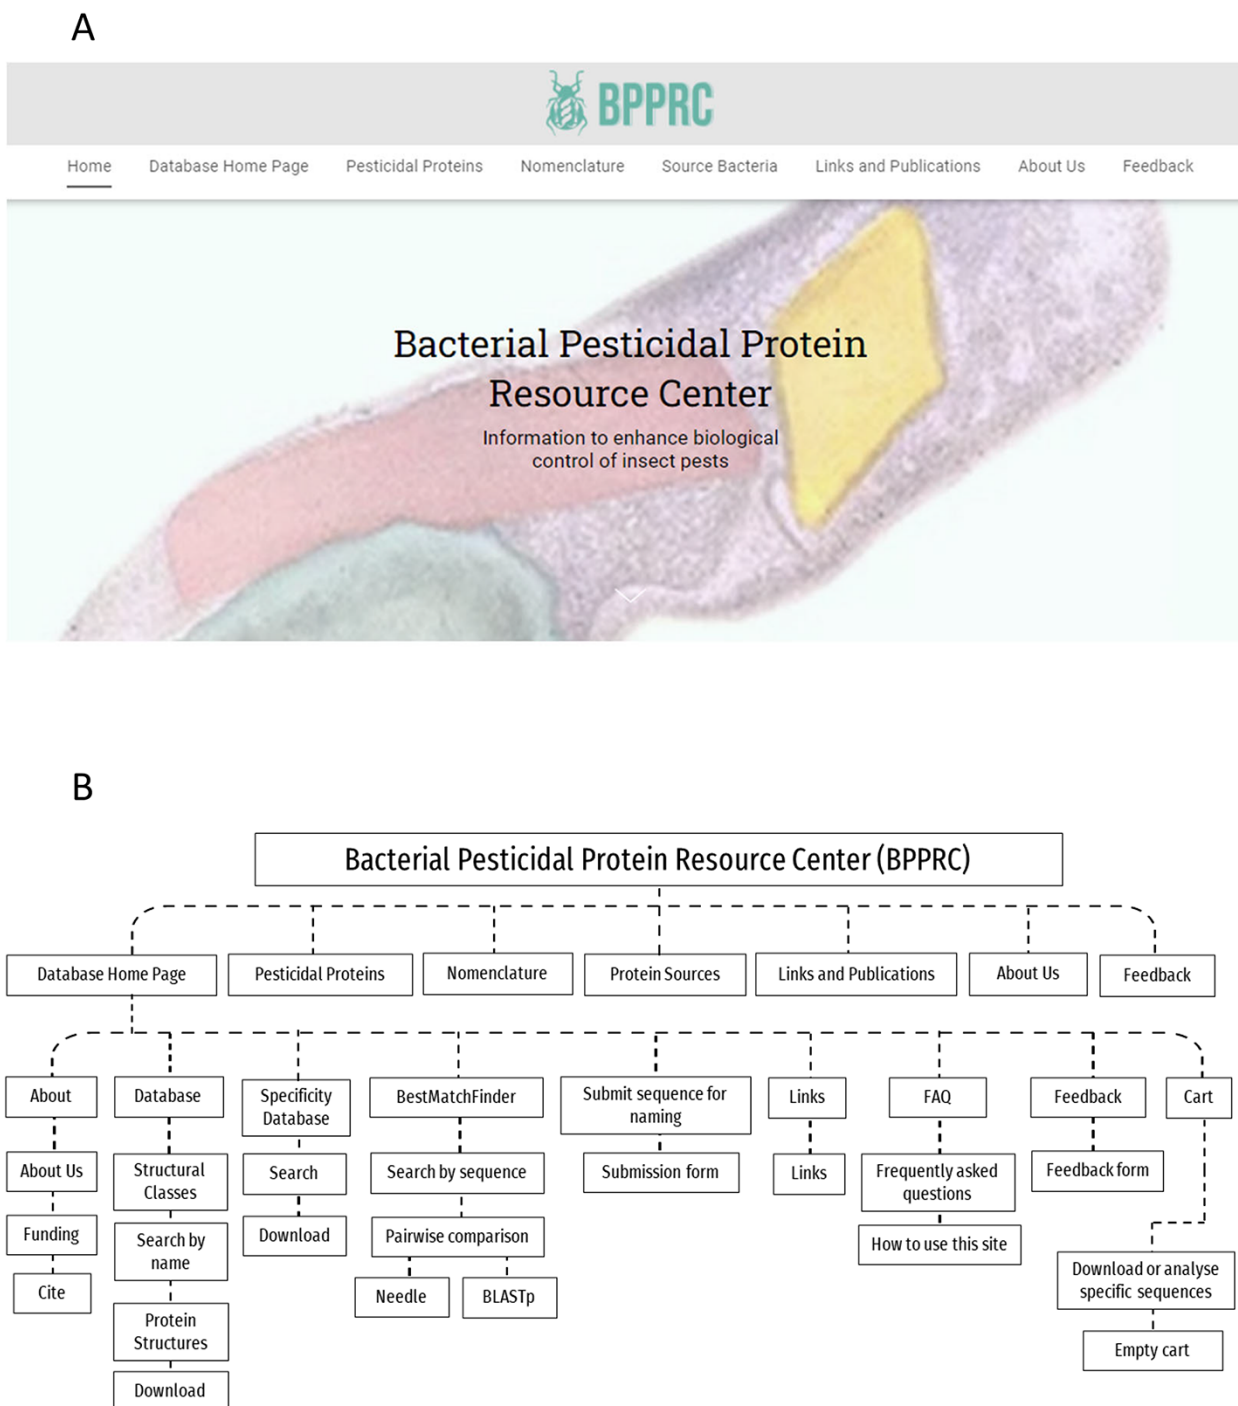 A
BPPRC
Home Database Home Page Pesticidal Proteins Nomenclature Source Bacteria Links and Publications About Us Feedback
Bacterial Pesticidal Protein
Resource Center
Information to enhance biological
control of insect pests
B
Bacterial Pesticidal Protein Resource Center (BPPRC)
Database Home Page
Pesticidal Proteins
Nomenclature
Protein Sources
Links and Publications
About Us
Feedback
About
About Us
Funding
Cite
Database
Structural
Classes
Search by
name
Protein
Structures
Download
Specificity
Database
Search
Download
BestMatchFinder
Search by sequence
Pairwise comparison
Needle
BLASTp
Submit sequence for
naming
Submission form
Links
Links
FAQ
Frequently asked
questions
How to use this site
Feedback
Feedback form
Cart
Download or analyse
specific sequences
Empty cart